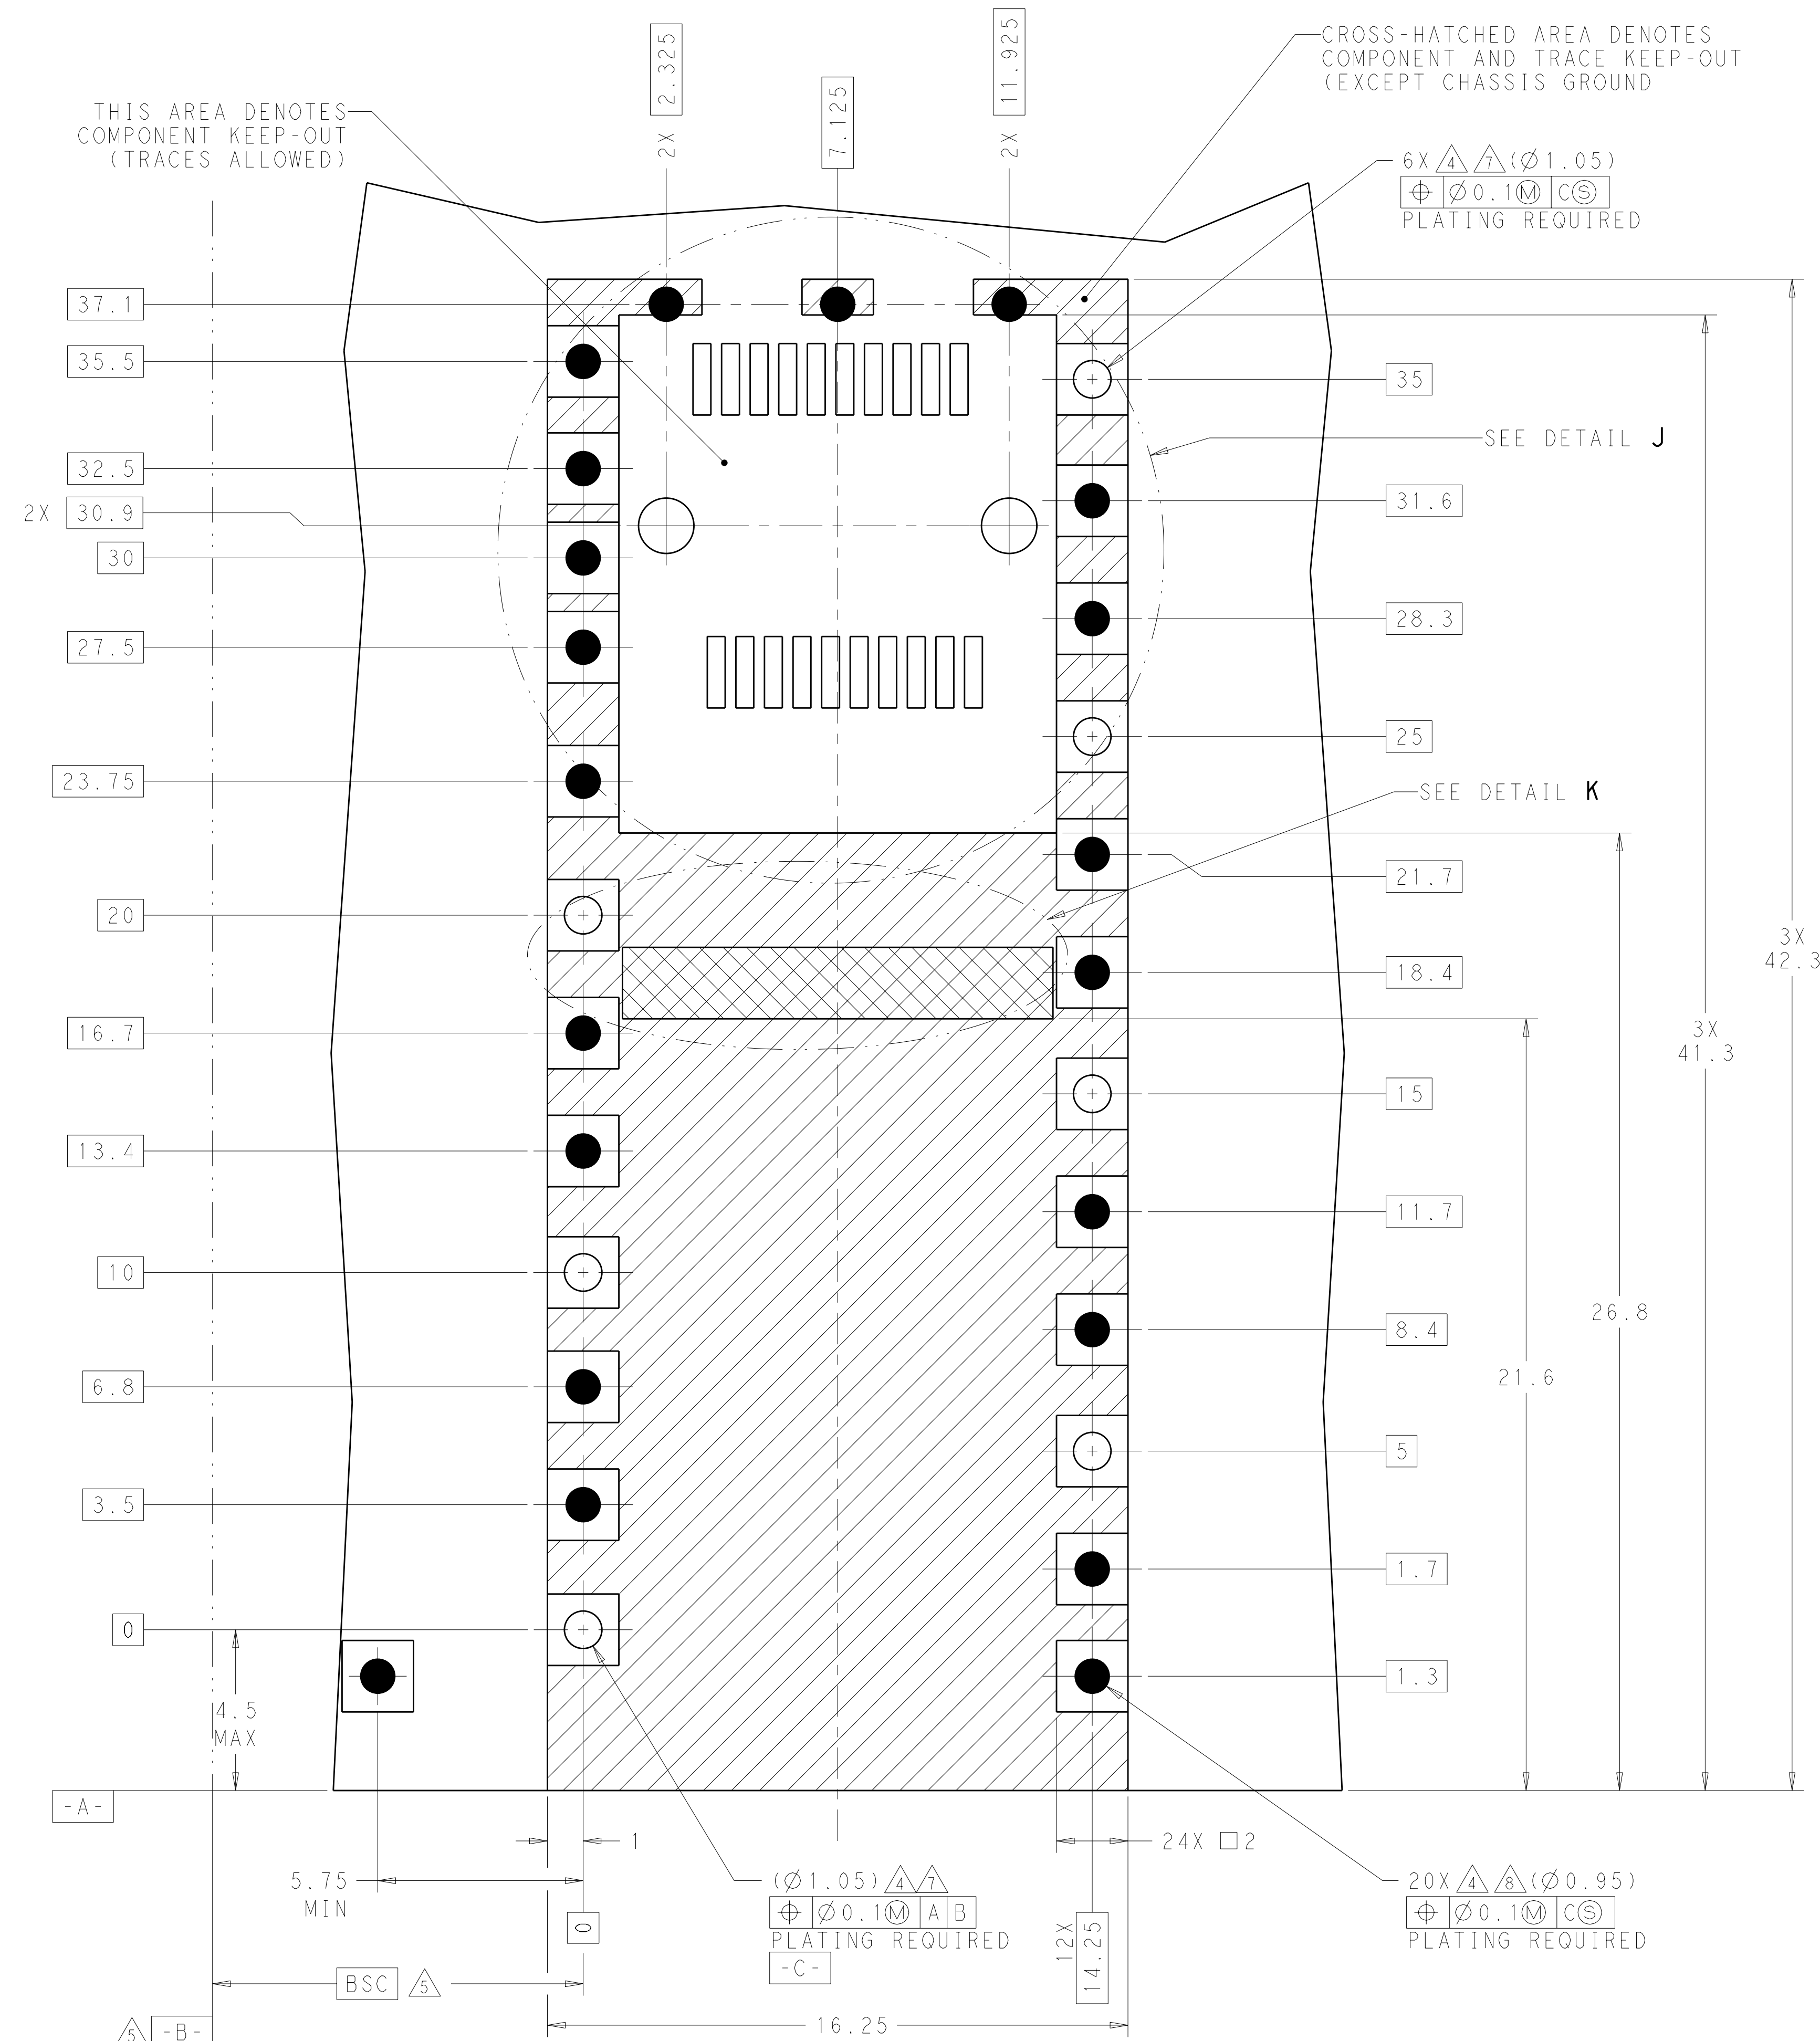 2X 2.325
7.125
2X 11.925
CROSS-HATCHED AREA DENOTES
COMPONENT AND TRACE KEEP-OUT
(EXCEPT CHASSIS GROUND
THIS AREA DENOTES
COMPONENT KEEP-OUT
(TRACES ALLOWED)
6X 4 7 (Ø1.05)
⌖ Ø0.1Ⓜ CⓈ
PLATING REQUIRED
37.1
35.5
32.5
2X 30.9
30
27.5
23.75
20
16.7
13.4
10
6.8
3.5
0
35
SEE DETAIL J
31.6
28.3
25
SEE DETAIL K
21.7
18.4
15
11.7
8.4
5
1.7
1.3
3X
42.3
3X
41.3
26.8
21.6
4.5
MAX
-A-
1
24X □2
5.75
MIN
0
(Ø1.05) 4 7
⌖ Ø0.1Ⓜ A B
PLATING REQUIRED
-C-
12X
14.25
20X 4 8 (Ø0.95)
⌖ Ø0.1Ⓜ CⓈ
PLATING REQUIRED
BSC 5
5 -B-
16.25